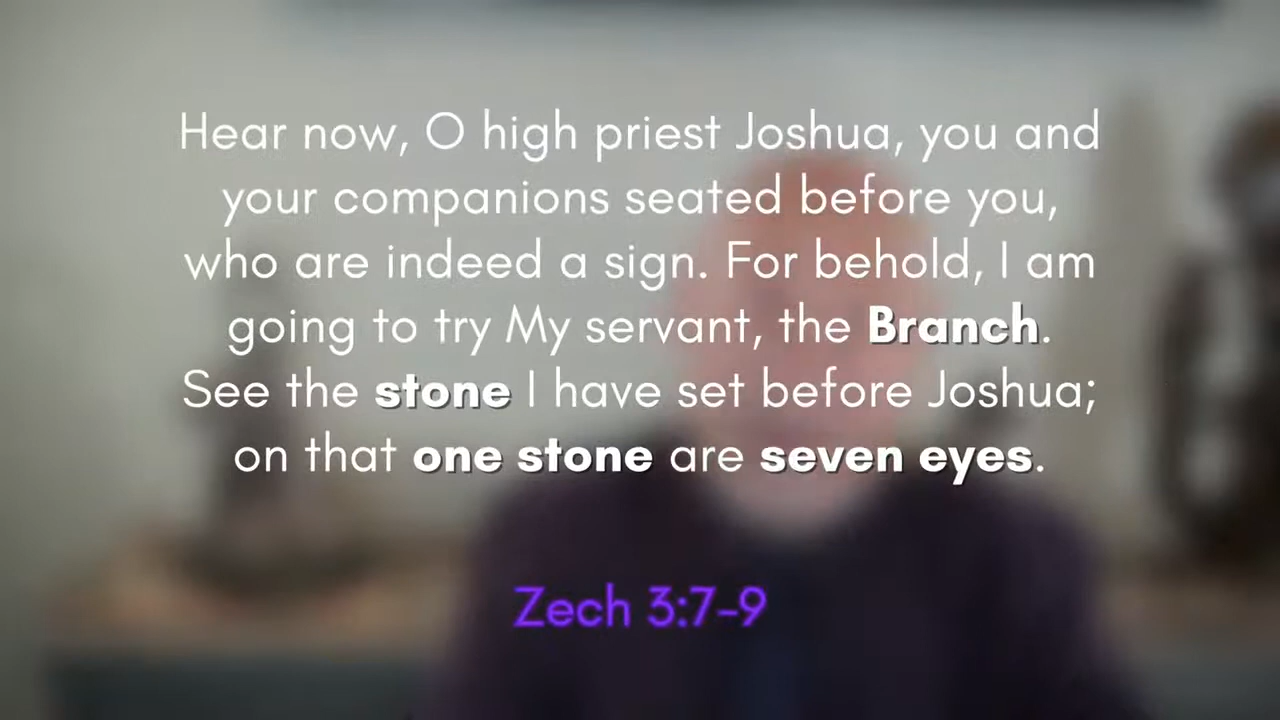 Hear now, O high priest Joshua, you and
your companions seated before you,
who are indeed a sign. For behold, I am
going to try My servant, the Branch.
See the stone I have set before Joshua;
on that one stone are seven eyes.
Zech 3:7-9